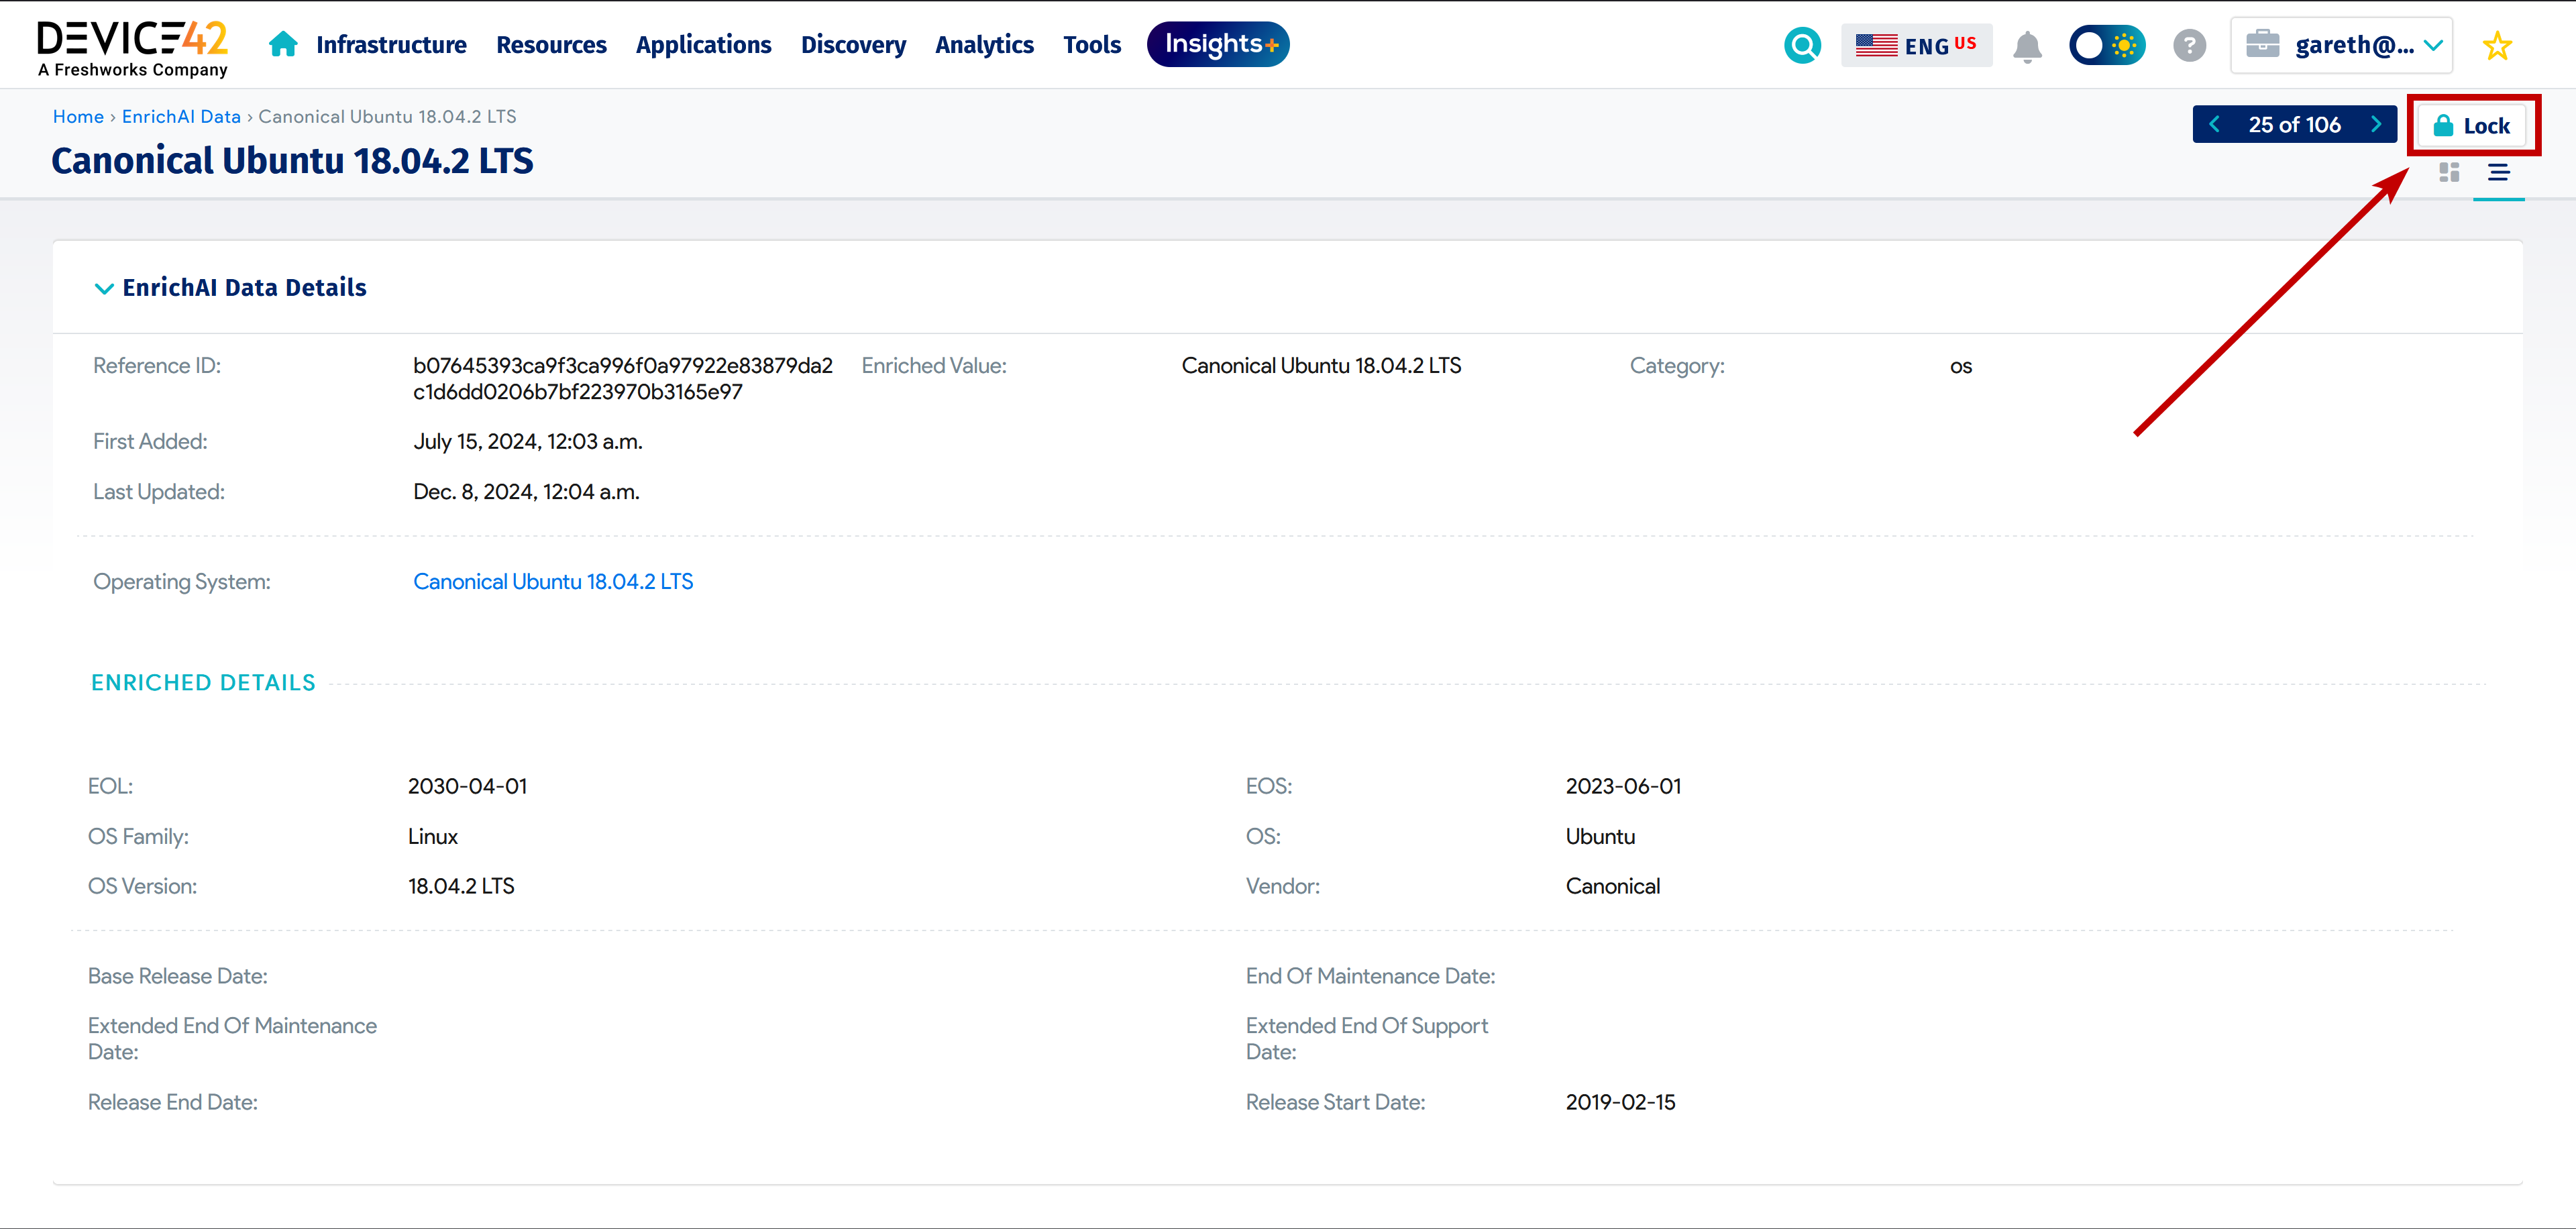 DEVICE42
A Freshworks Company
Infrastructure Resources Applications Discovery Analytics Tools Insights+
ENG US
?
gareth@...
Home › EnrichAI Data › Canonical Ubuntu 18.04.2 LTS
Canonical Ubuntu 18.04.2 LTS
25 of 106
Lock
EnrichAI Data Details
Reference ID: b07645393ca9f3ca996f0a97922e83879da2 Enriched Value: Canonical Ubuntu 18.04.2 LTS Category: os
c1d6dd0206b7bf223970b3165e97
First Added: July 15, 2024, 12:03 a.m.
Last Updated: Dec. 8, 2024, 12:04 a.m.
Operating System: Canonical Ubuntu 18.04.2 LTS
ENRICHED DETAILS
EOL: 2030-04-01 EOS: 2023-06-01
OS Family: Linux OS: Ubuntu
OS Version: 18.04.2 LTS Vendor: Canonical
Base Release Date: End Of Maintenance Date:
Extended End Of Maintenance Extended End Of Support
Date: Date:
Release End Date: Release Start Date: 2019-02-15